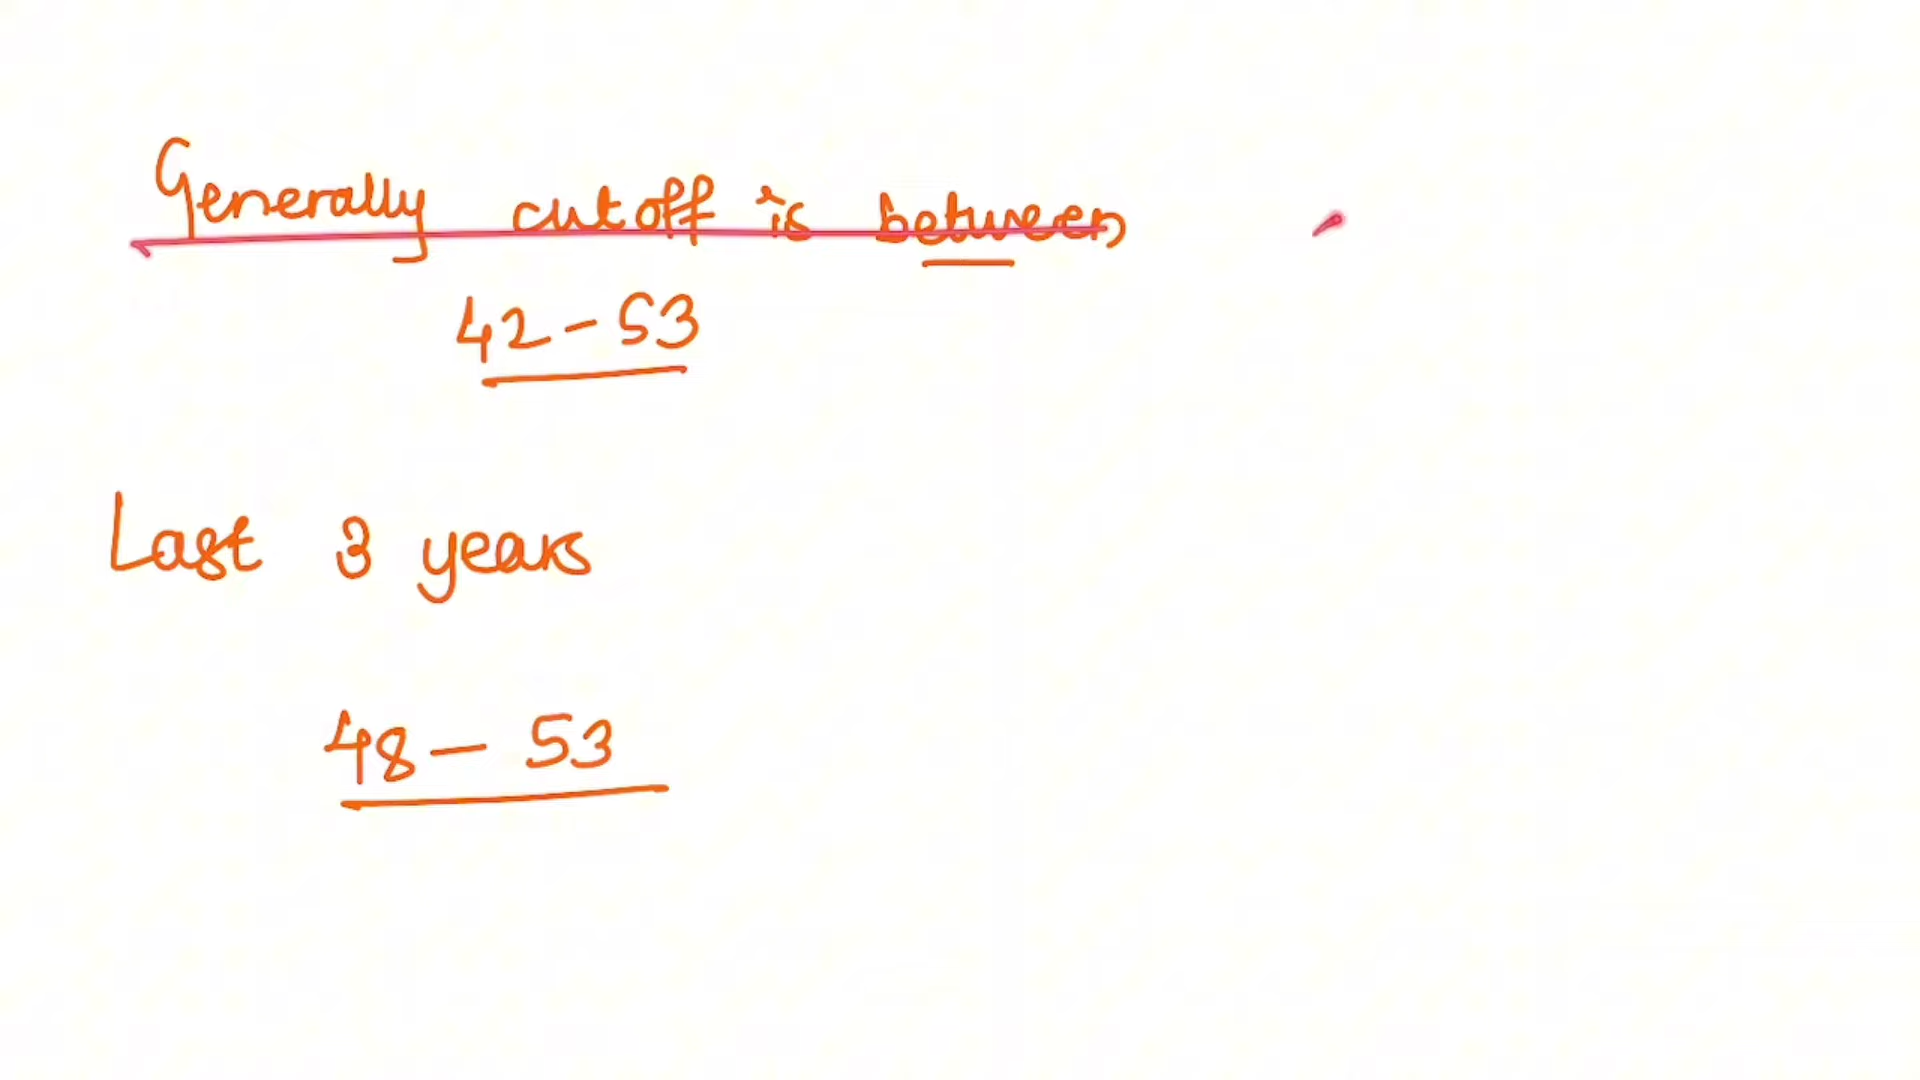 Generally cutoff is between
42 - 53
Last 3 years
48 - 53